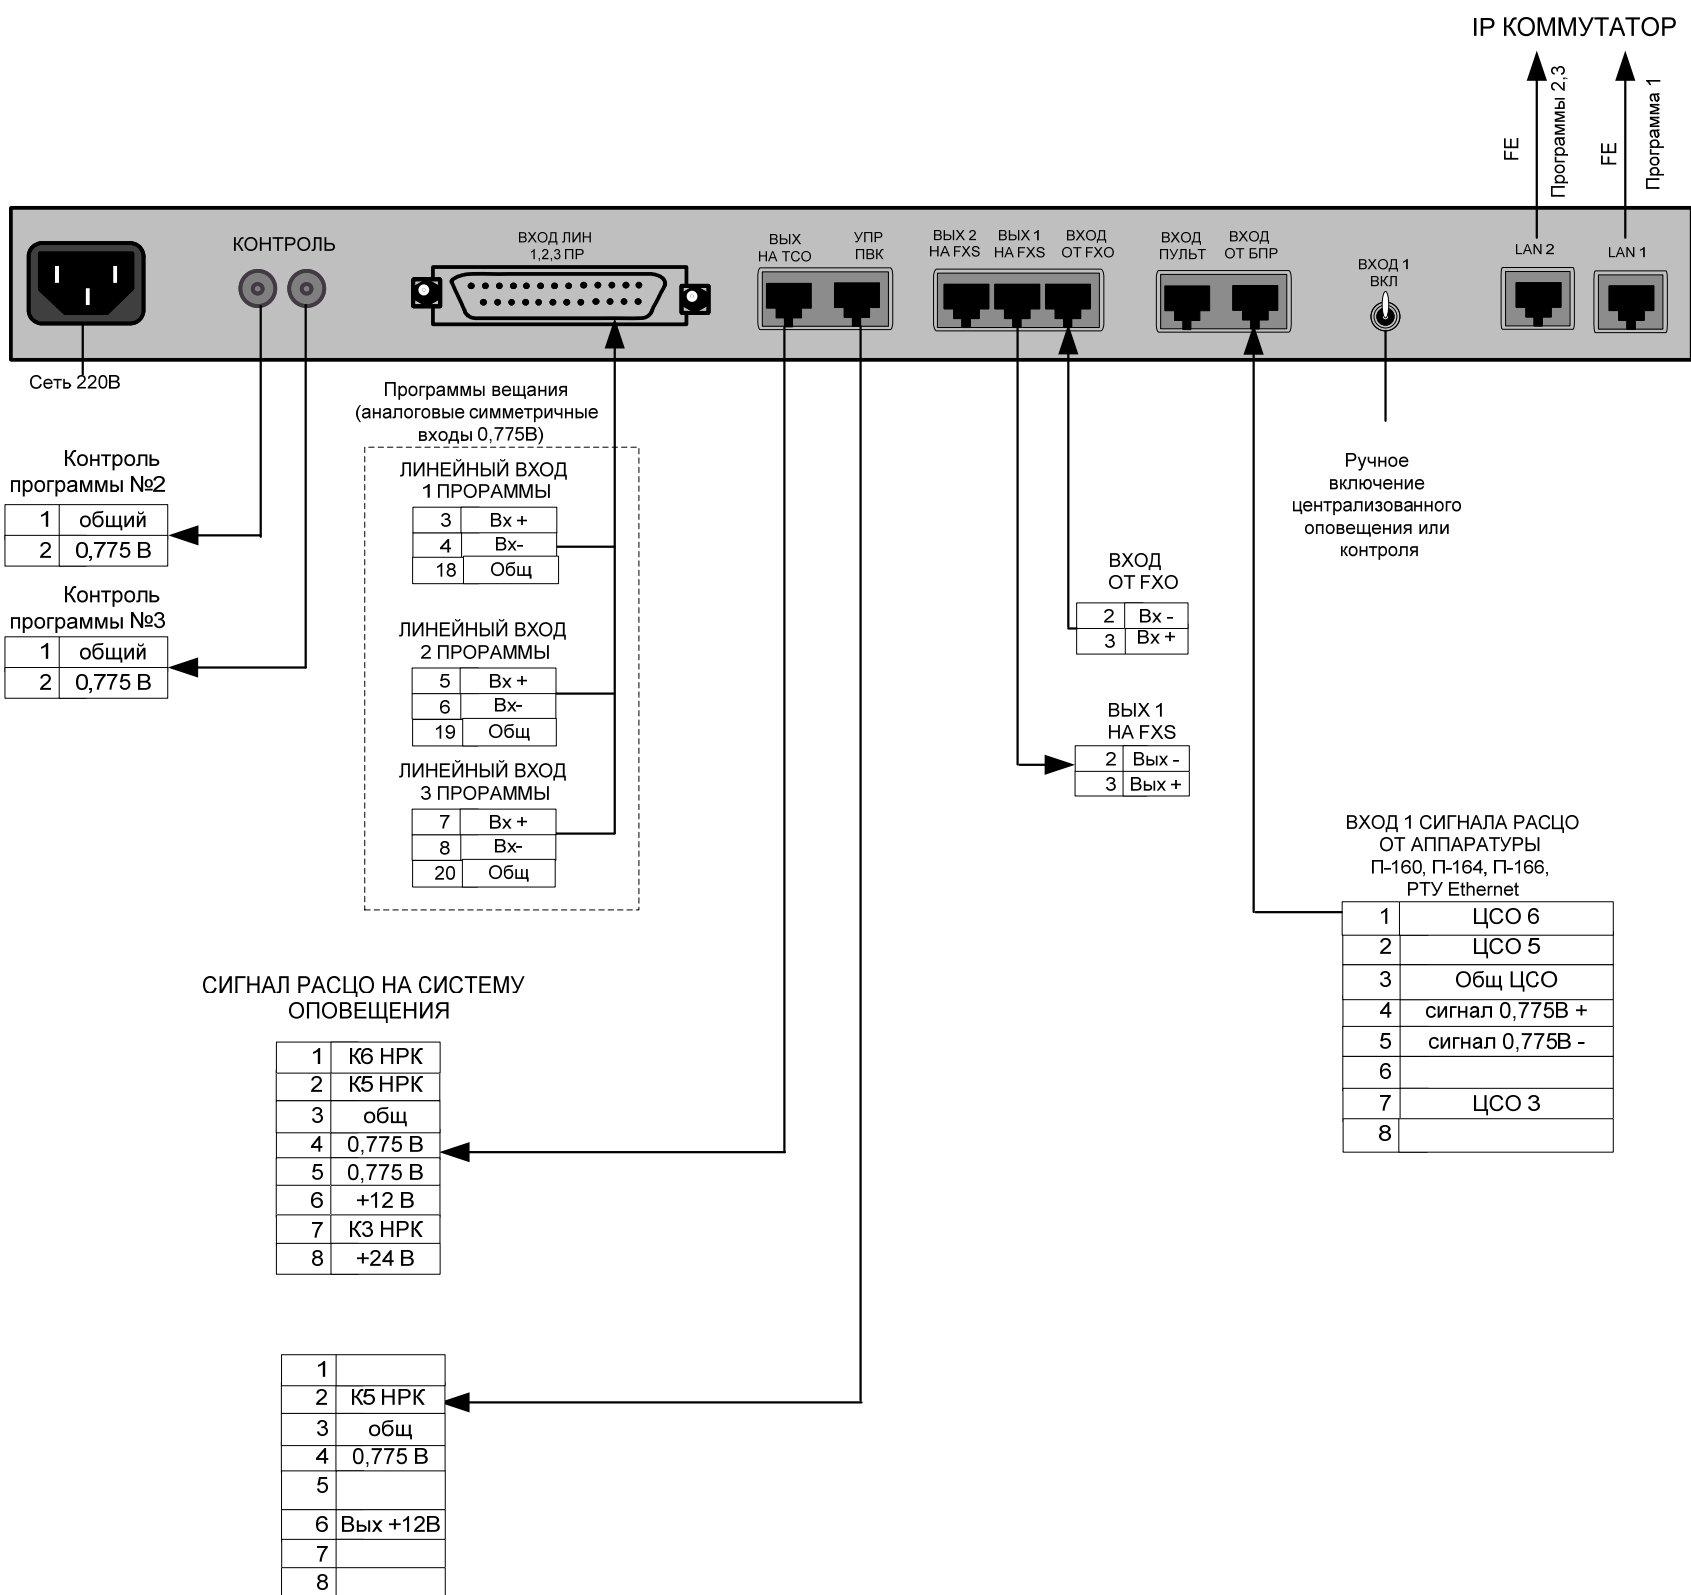 IP КОММУТАТОР
FE
Программы 2,3
FE
Программа 1
КОНТРОЛЬ
ВХОД ЛИН
1,2,3 ПР
ВЫХ
НА ТСО
УПР
ПВК
ВЫХ 2
НА FXS
ВЫХ 1
НА FXS
ВХОД
ОТ FXO
ВХОД
ПУЛЬТ
ВХОД
ОТ БПР
ВХОД 1
ВКЛ
LAN 2
LAN 1
Сеть 220В
Контроль
программы №2
1 общий
2 0,775 В
Контроль
программы №3
1 общий
2 0,775 В
Программы вещания
(аналоговые симметричные
входы 0,775В)
ЛИНЕЙНЫЙ ВХОД
1 ПРОРАММЫ
3 Вх +
4 Вх-
18 Общ
ЛИНЕЙНЫЙ ВХОД
2 ПРОРАММЫ
5 Вх +
6 Вх-
19 Общ
ЛИНЕЙНЫЙ ВХОД
3 ПРОРАММЫ
7 Вх +
8 Вх-
20 Общ
Ручное
включение
централизованного
оповещения или
контроля
ВХОД
ОТ FXO
2 Вх -
3 Вх +
ВЫХ 1
НА FXS
2 Вых -
3 Вых +
ВХОД 1 СИГНАЛА РАСЦО
ОТ АППАРАТУРЫ
П-160, П-164, П-166,
РТУ Ethernet
1 ЦСО 6
2 ЦСО 5
3 Общ ЦСО
4 сигнал 0,775В +
5 сигнал 0,775В -
6
7 ЦСО 3
8
СИГНАЛ РАСЦО НА СИСТЕМУ
ОПОВЕЩЕНИЯ
1 К6 НРК
2 К5 НРК
3 общ
4 0,775 В
5 0,775 В
6 +12 В
7 К3 НРК
8 +24 В
1
2 К5 НРК
3 общ
4 0,775 В
5
6 Вых +12В
7
8